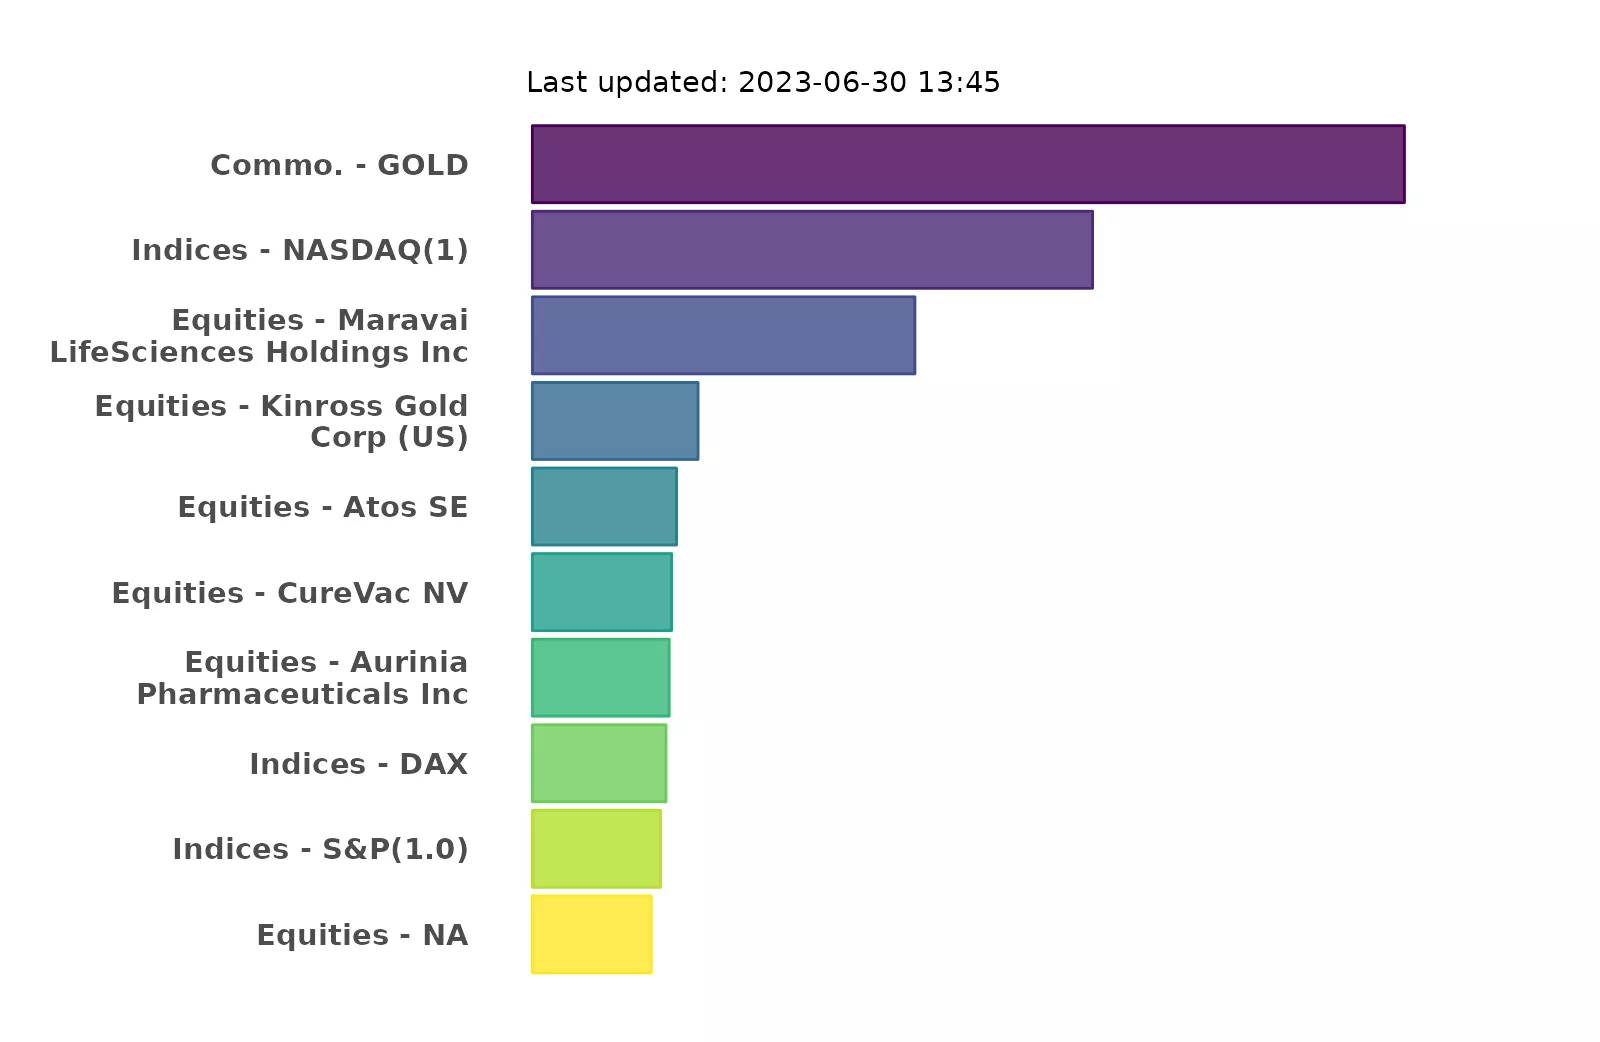 Last updated: 2023-06-30 13:45
Commo. - GOLD
Indices - NASDAQ(1)
Equities - Maravai
LifeSciences Holdings Inc
Equities - Kinross Gold
Corp (US)
Equities - Atos SE
Equities - CureVac NV
Equities - Aurinia
Pharmaceuticals Inc
Indices - DAX
Indices - S&P(1.0)
Equities - NA